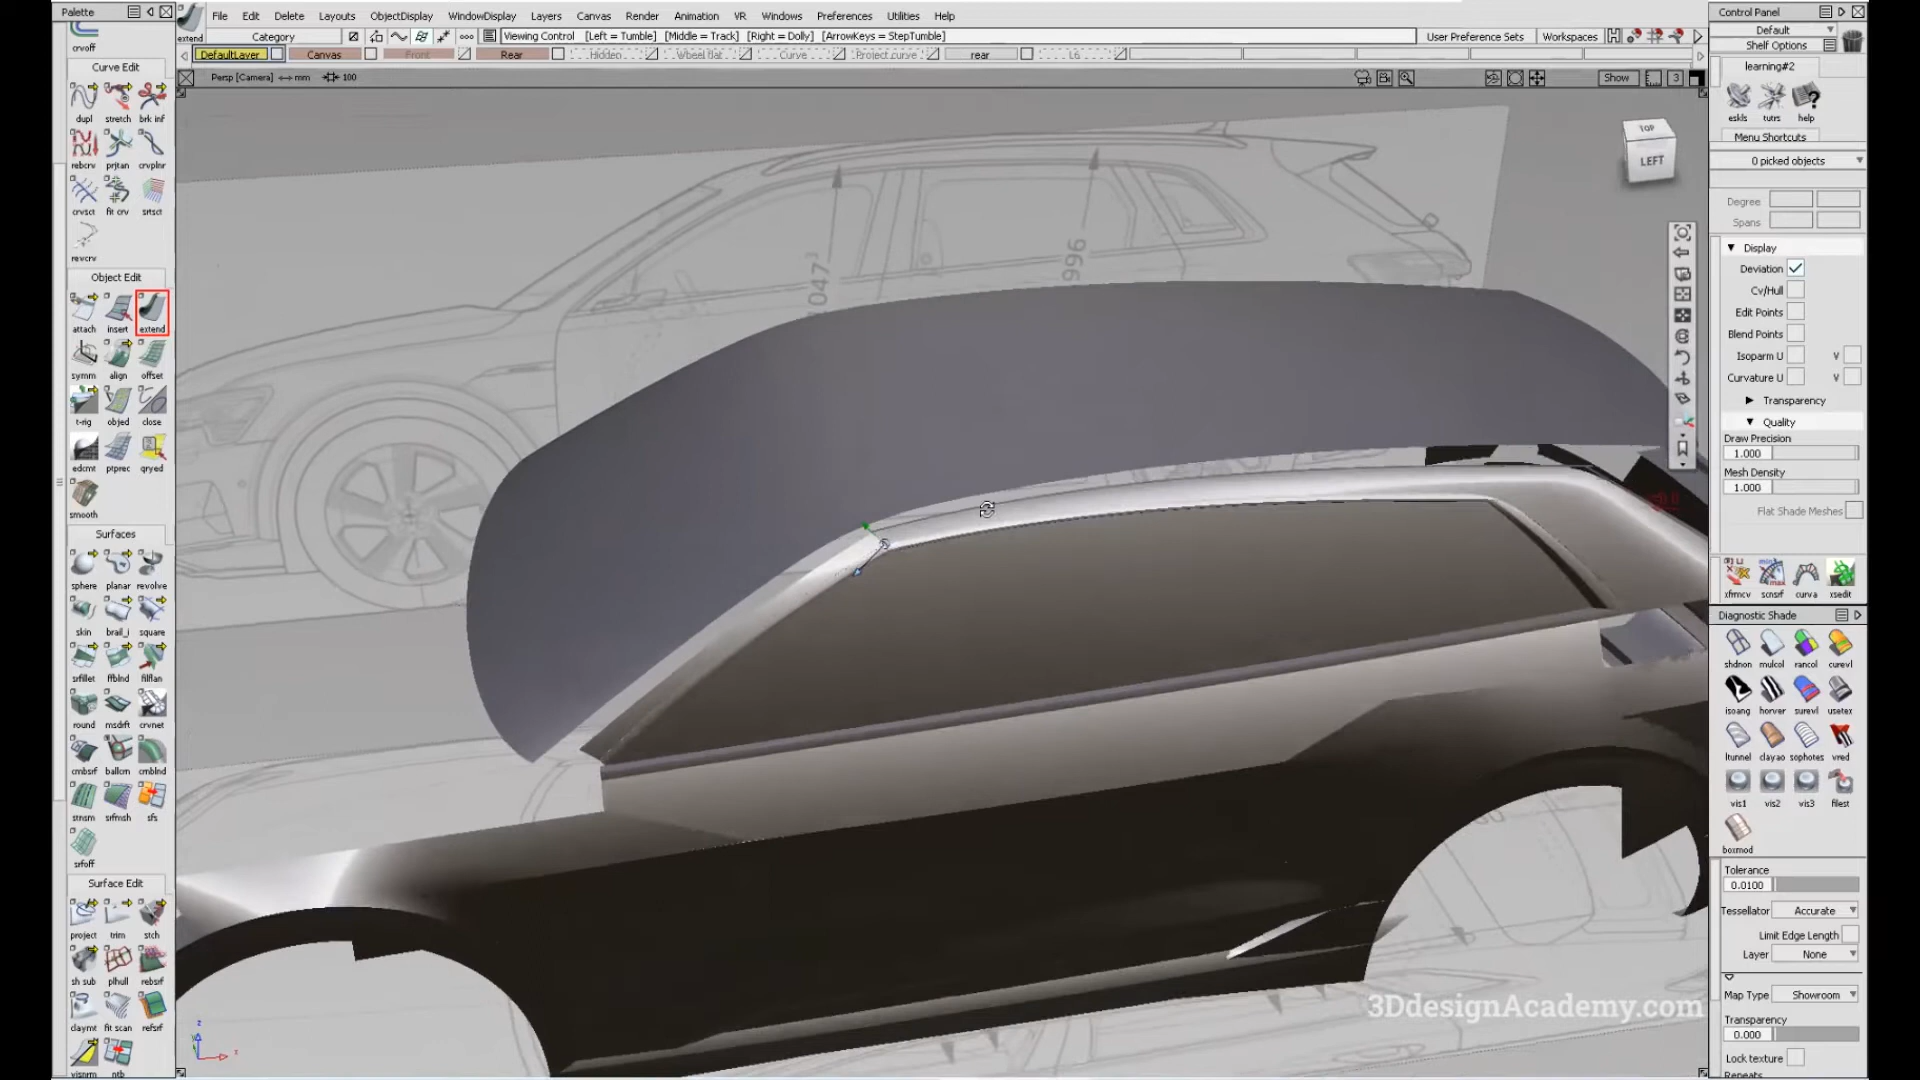 Palette
File Edit Delete Layouts ObjectDisplay WindowDisplay Layers Canvas Render Animation VR Windows Preferences Utilities Help
extend
Category
Viewing Control [Left = Tumble] [Middle = Track] [Right = Dolly] [ArrowKeys = StepTumble]
User Preference Sets Workspaces
DefaultLayer Canvas Front Rear Hidden Wheel flat Curve Project curve rear L6
Persp [Camera] mm 100
Show 3
crvoff
Curve Edit
dupl stretch brk inf
rebcrv prjtan crvplnr
crvsct fit crv srtsct
revcrv
Object Edit
attach insert extend
symm align offset
t-rig objed close
edcmt ptprec qryed
smooth
Surfaces
sphere planar revolve
skin brail_i square
srfillet ffblnd filflan
round msdrft crvnet
cmbsrf ballcrn cmblnd
strnsm srfmsh sfs
srfoff
Surface Edit
project trim stch
sh sub plhull rebsrf
claymt fit scan refsrf
visnrm ntb
1047³
996
TOP
LEFT
z
x
3DdesignAcademy.com
Control Panel
Default
Shelf Options
learning#2
eskls tutrs help
Menu Shortcuts
0 picked objects
Degree
Spans
Display
Deviation
Cv/Hull
Edit Points
Blend Points
Isoparm U V
Curvature U V
Transparency
Quality
Draw Precision
1.000
Mesh Density
1.000
Flat Shade Meshes
xfrmcv scnsrf curva xsedit
Diagnostic Shade
shdnon mulcol rancol curevl
isoang horver surevl usetex
ltunnel clayao sophotes vred
vis1 vis2 vis3 filest
boxmod
Tolerance
0.0100
Tessellator Accurate
Limit Edge Length
Layer None
Map Type Showroom
Transparency
0.000
Lock texture
Repeats